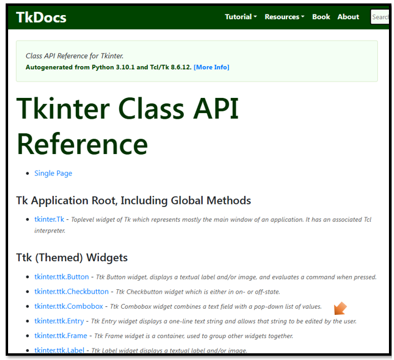 TkDocs Tutorial Resources Book About Search
Class API Reference for Tkinter.
Autogenerated from Python 3.10.1 and Tcl/Tk 8.6.12. [More Info]
Tkinter Class API
Reference
Single Page
Tk Application Root, Including Global Methods
tkinter.Tk - Toplevel widget of Tk which represents mostly the main window of an application. It has an associated Tcl
interpreter.
Ttk (Themed) Widgets
tkinter.ttk.Button - Ttk Button widget, displays a textual label and/or image, and evaluates a command when pressed.
tkinter.ttk.Checkbutton - Ttk Checkbutton widget which is either in on- or off-state.
tkinter.ttk.Combobox - Ttk Combobox widget combines a text field with a pop-down list of values.
tkinter.ttk.Entry - Ttk Entry widget displays a one-line text string and allows that string to be edited by the user.
tkinter.ttk.Frame - Ttk Frame widget is a container, used to group other widgets together.
tkinter.ttk.Label - Ttk Label widget displays a textual label and/or image.